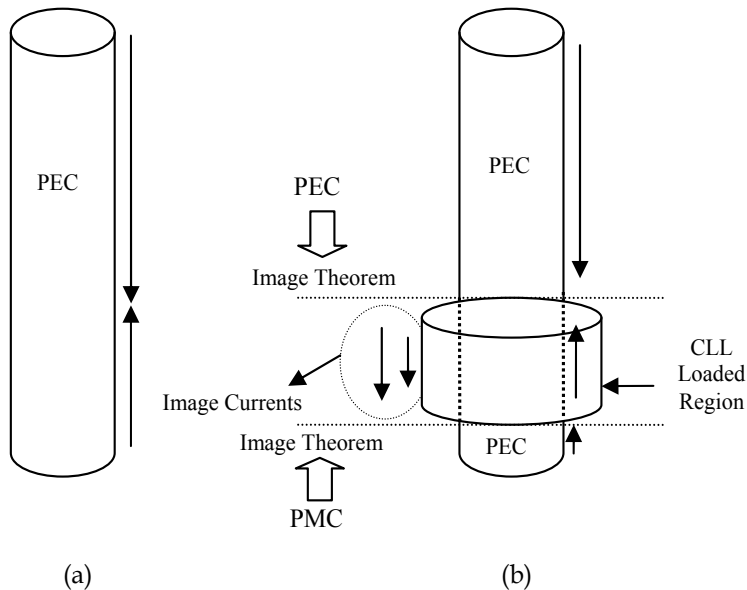 PEC
PEC
PEC
Image Theorem
CLL
Loaded
Region
Image Currents
Image Theorem
PEC
PMC
(a)
(b)